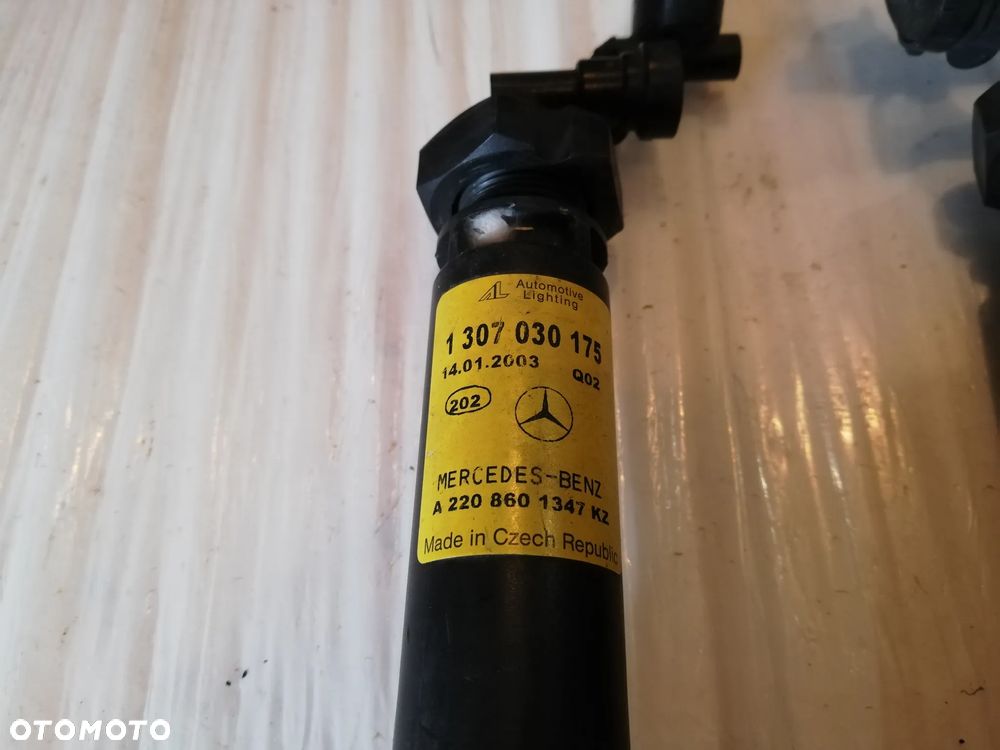 AL Automotive
Lighting
1 307 030 175
14.01.2003 Q02
202
MERCEDES-BENZ
A 220 860 1347 KZ
Made in Czech Republic
OTOMOTO